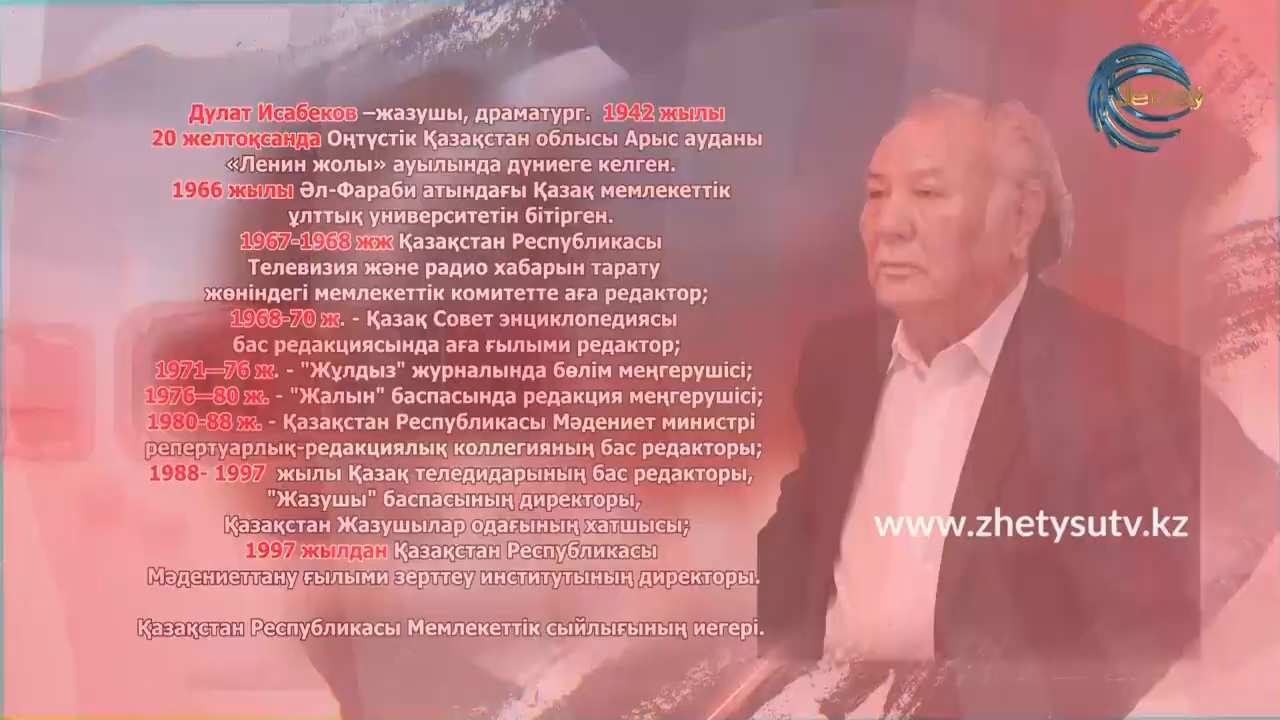 Jetisý
Дулат Исабеков –жазушы, драматург. 1942 жылы
20 желтоқсанда Оңтүстік Қазақстан облысы Арыс ауданы
«Ленин жолы» ауылында дүниеге келген.
1966 жылы Әл-Фараби атындағы Қазақ мемлекеттік
ұлттық университетін бітірген.
1967-1968 жж Қазақстан Республикасы
Телевизия және радио хабарын тарату
жөніндегі мемлекеттік комитетте аға редактор;
1968-70 ж. - Қазақ Совет энциклопедиясы
бас редакциясында аға ғылыми редактор;
1971—76 ж. - "Жұлдыз" журналында бөлім меңгерушісі;
1976—80 ж. - "Жалын" баспасында редакция меңгерушісі;
1980-88 ж. - Қазақстан Республикасы Мәдениет министрі
репертуарлық-редакциялық коллегияның бас редакторы;
1988- 1997 жылы Қазақ теледидарының бас редакторы,
"Жазушы" баспасының директоры,
Қазақстан Жазушылар одағының хатшысы;
1997 жылдан Қазақстан Республикасы
Мәдениеттану ғылыми зерттеу институтының директоры.
Қазақстан Республикасы Мемлекеттік сыйлығының иегері.
www.zhetysutv.kz